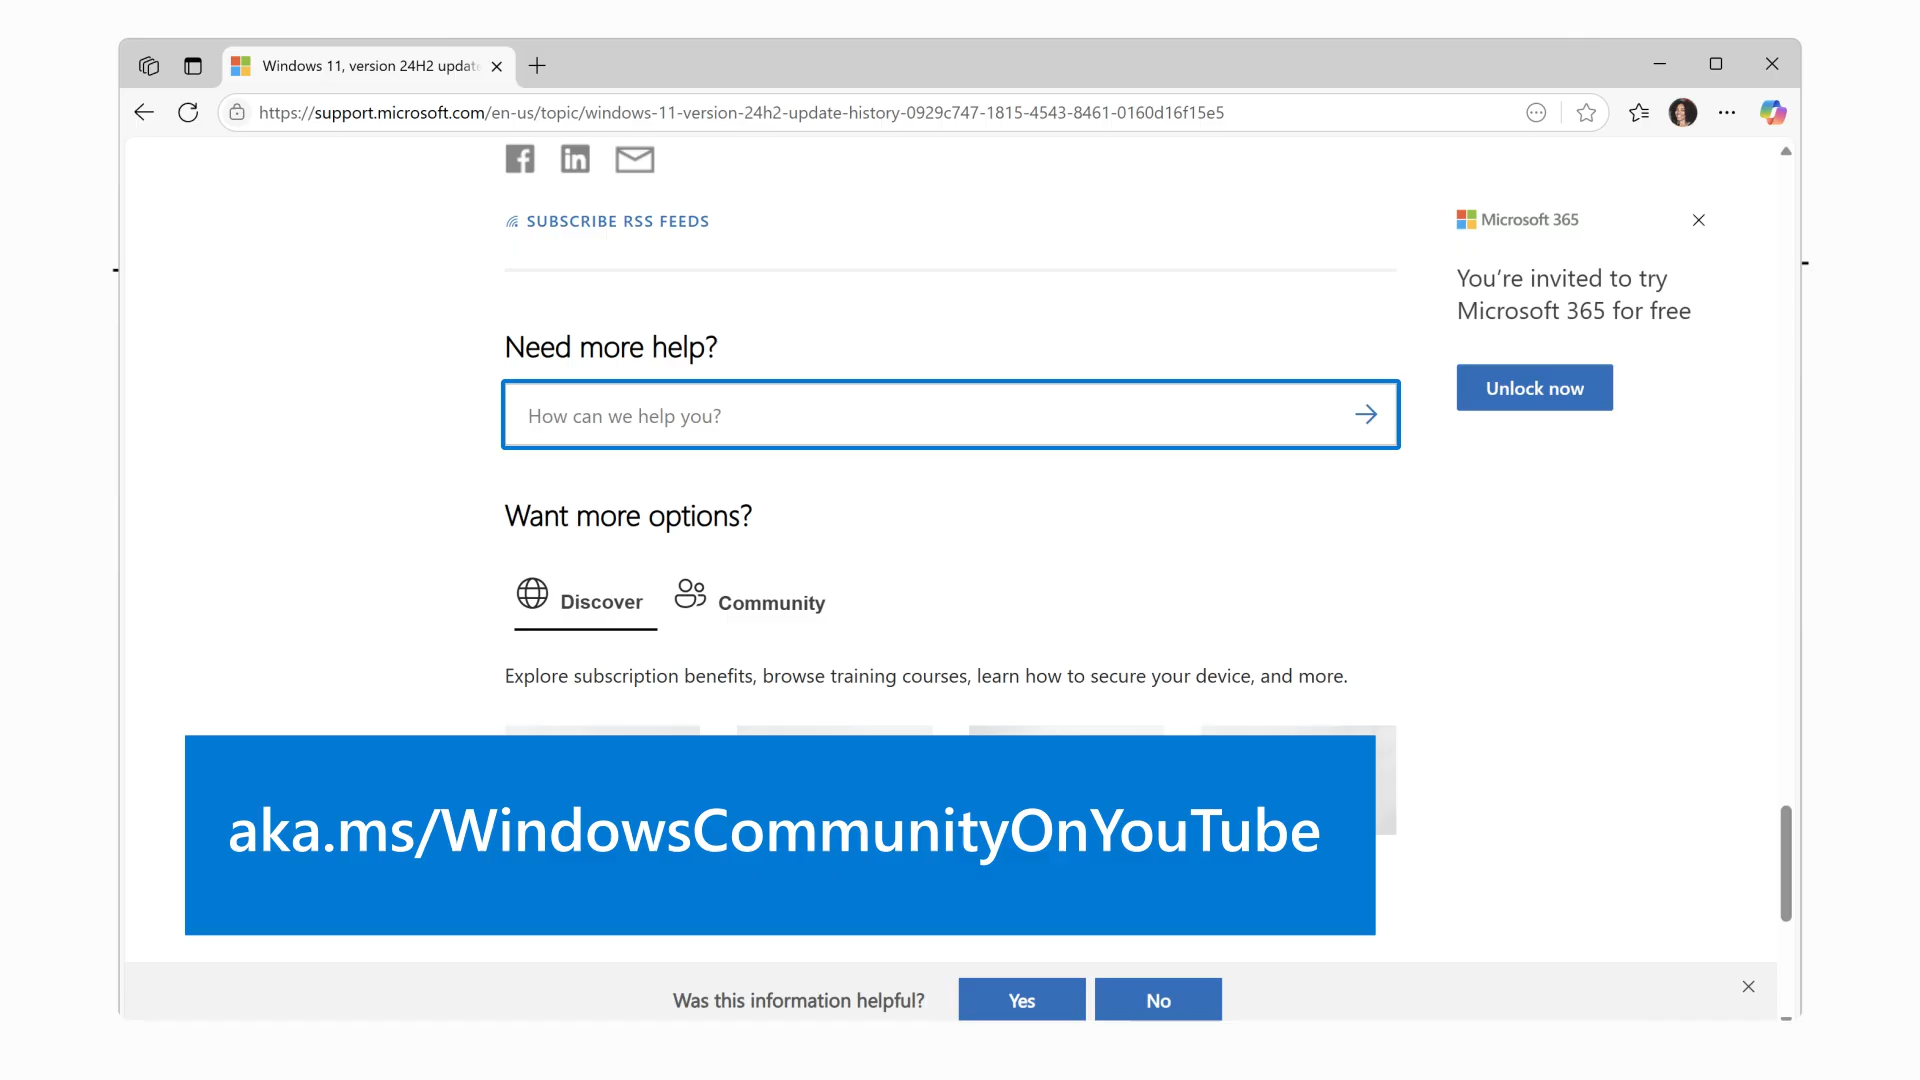 Windows 11, version 24H2 updat
https://support.microsoft.com/en-us/topic/windows-11-version-24h2-update-history-0929c747-1815-4543-8461-0160d16f15e5
SUBSCRIBE RSS FEEDS
Microsoft 365
You’re invited to try
Microsoft 365 for free
Unlock now
Need more help?
How can we help you?
Want more options?
Discover
Community
Explore subscription benefits, browse training courses, learn how to secure your device, and more.
aka.ms/WindowsCommunityOnYouTube
Was this information helpful?
Yes
No